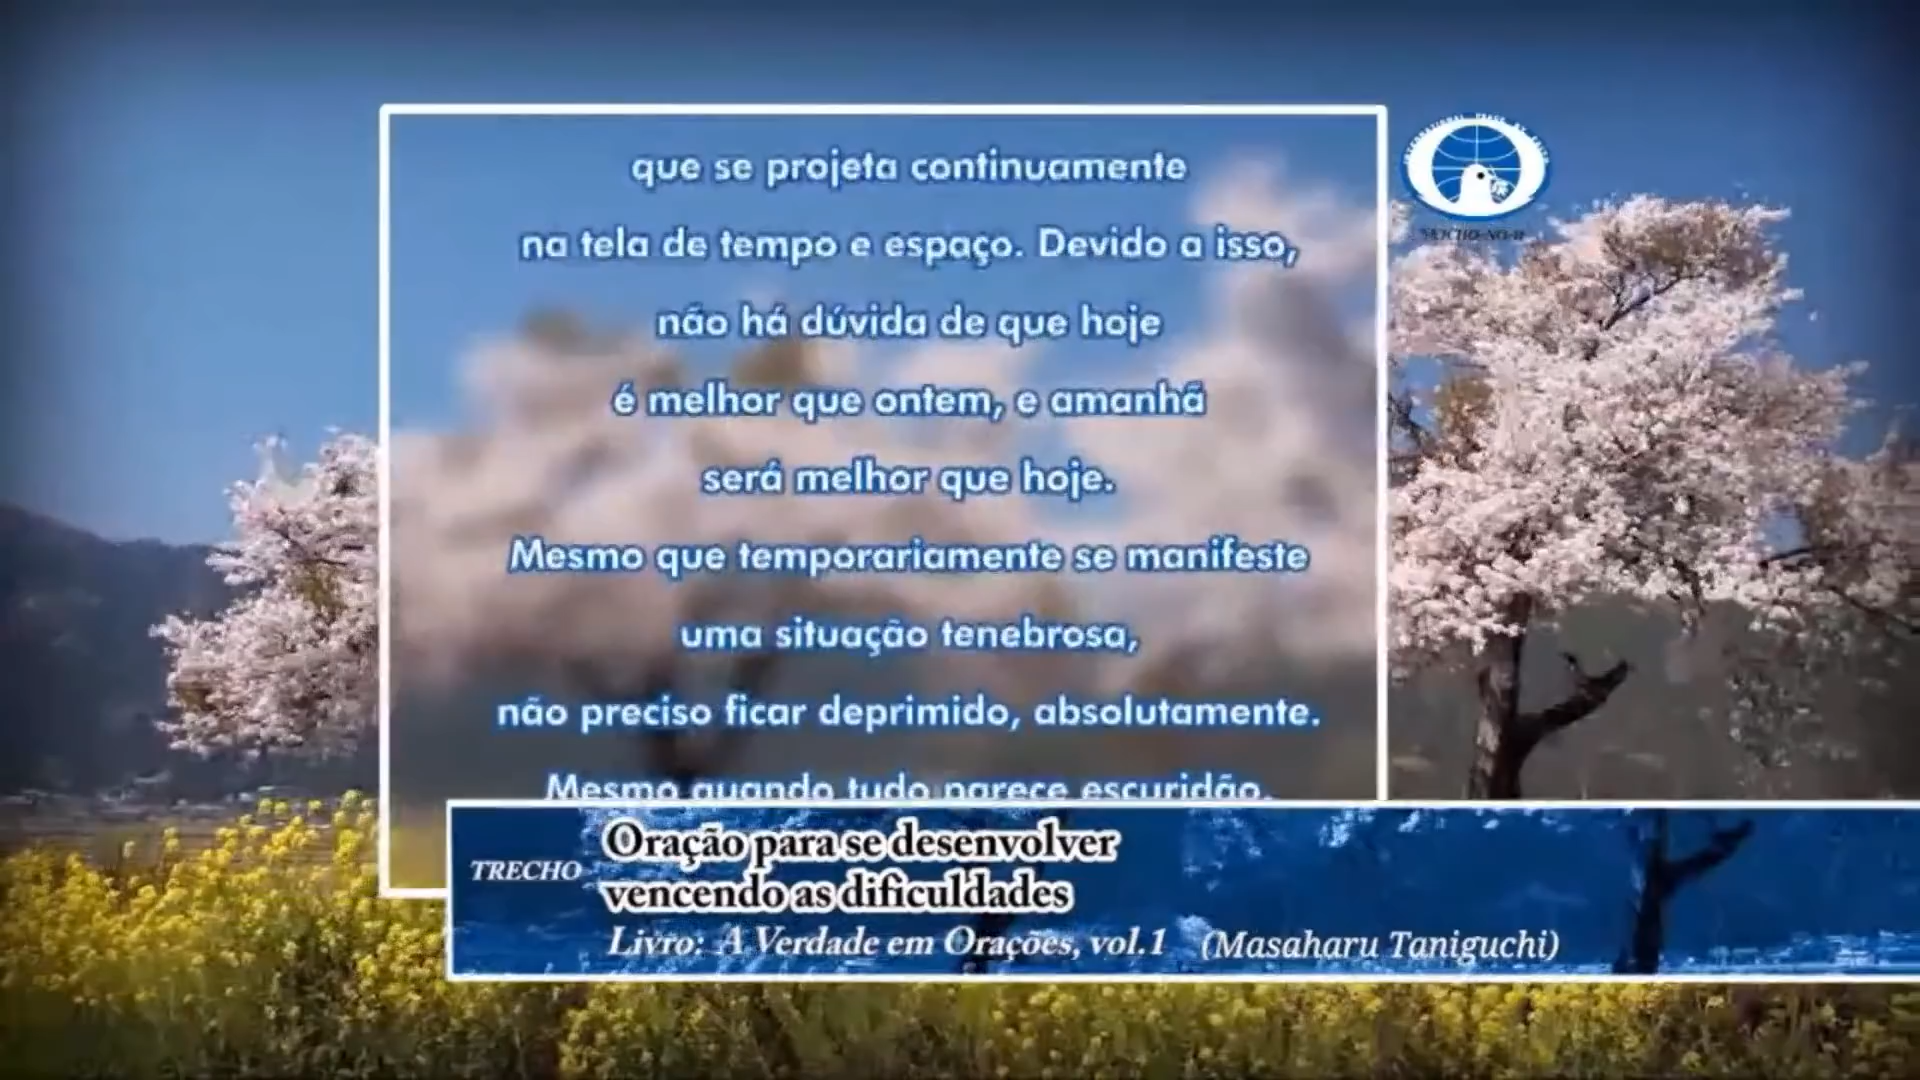 que se projeta continuamente
na tela de tempo e espaço. Devido a isso,
não há dúvida de que hoje
é melhor que ontem, e amanhã
será melhor que hoje.
Mesmo que temporariamente se manifeste
uma situação tenebrosa,
não preciso ficar deprimido, absolutamente.
Mesmo quando tudo parece escuridão,
TRECHO
Oração para se desenvolver
vencendo as dificuldades
Livro: A Verdade em Orações, vol.1 (Masaharu Taniguchi)